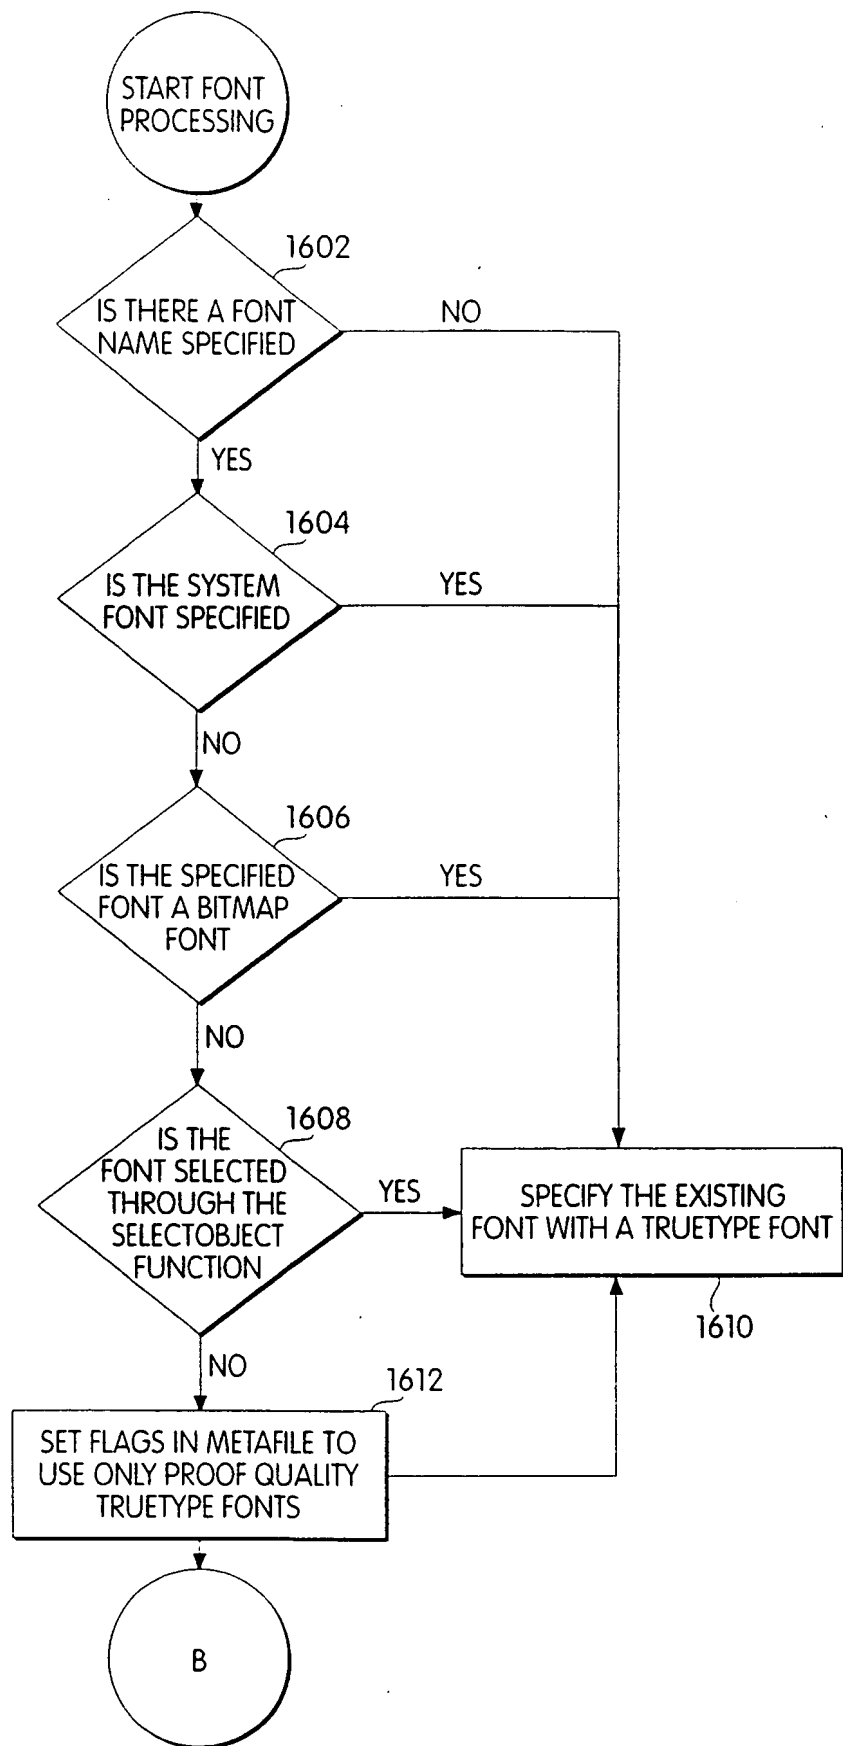 START FONT
PROCESSING
1602
IS THERE A FONT
NAME SPECIFIED
NO
YES
1604
IS THE SYSTEM
FONT SPECIFIED
YES
NO
1606
IS THE SPECIFIED
FONT A BITMAP
FONT
YES
NO
1608
IS THE
FONT SELECTED
THROUGH THE
SELECTOBJECT
FUNCTION
YES
SPECIFY THE EXISTING
FONT WITH A TRUETYPE FONT
1610
NO
1612
SET FLAGS IN METAFILE TO
USE ONLY PROOF QUALITY
TRUETYPE FONTS
B